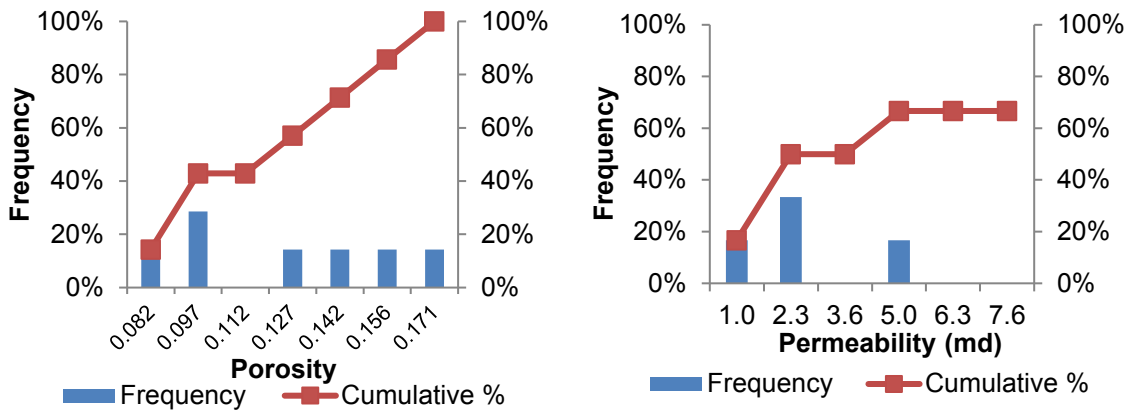 100% 100%
80% 80%
60% 60%
40% 40%
20% 20%
0% 0%
Frequency
0.082 0.097 0.112 0.127 0.142 0.156 0.171
Porosity
Frequency Cumulative %
100% 100%
80% 80%
60% 60%
40% 40%
20% 20%
0% 0%
Frequency
1.0 2.3 3.6 5.0 6.3 7.6
Permeability (md)
Frequency Cumulative %